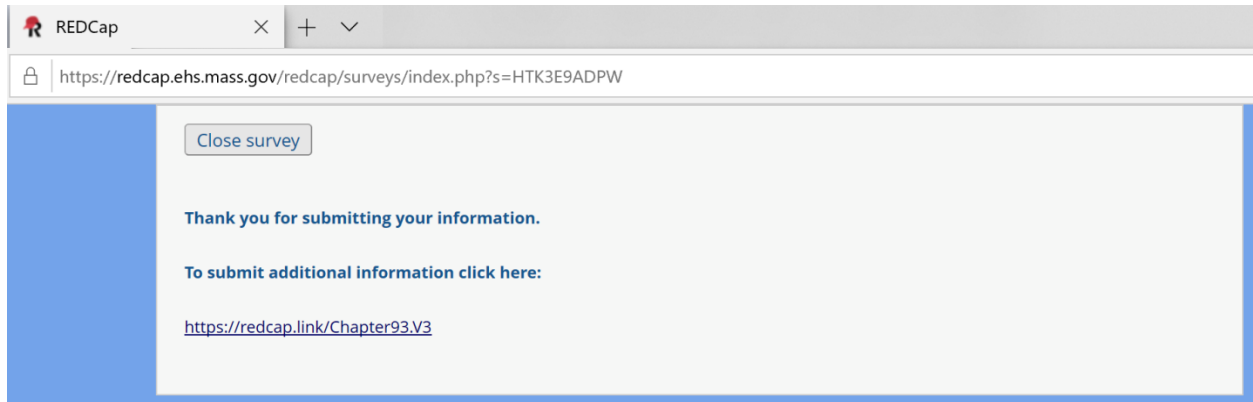 REDCap
https://redcap.ehs.mass.gov/redcap/surveys/index.php?s=HTK3E9ADPW
Close survey
Thank you for submitting your information.
To submit additional information click here:
https://redcap.link/Chapter93.V3